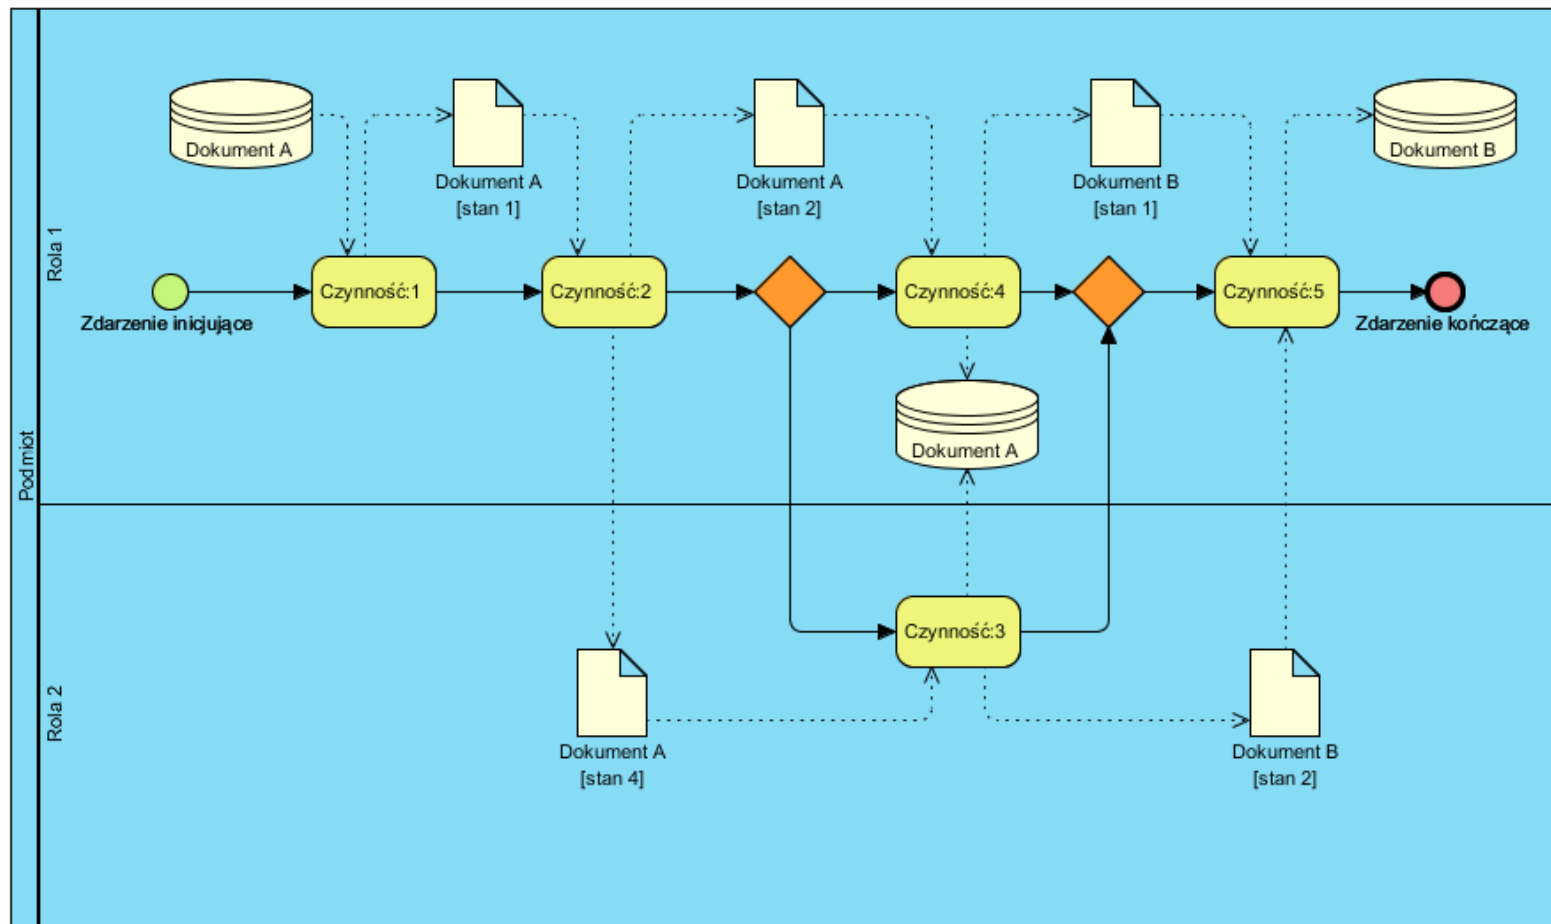 Podmiot
Rola 1
Rola 2
Dokument A
Dokument A
[stan 1]
Dokument A
[stan 2]
Dokument B
[stan 1]
Dokument B
Zdarzenie inicjujące
Czynność:1
Czynność:2
Czynność:4
Czynność:5
Zdarzenie kończące
Dokument A
Czynność:3
Dokument A
[stan 4]
Dokument B
[stan 2]